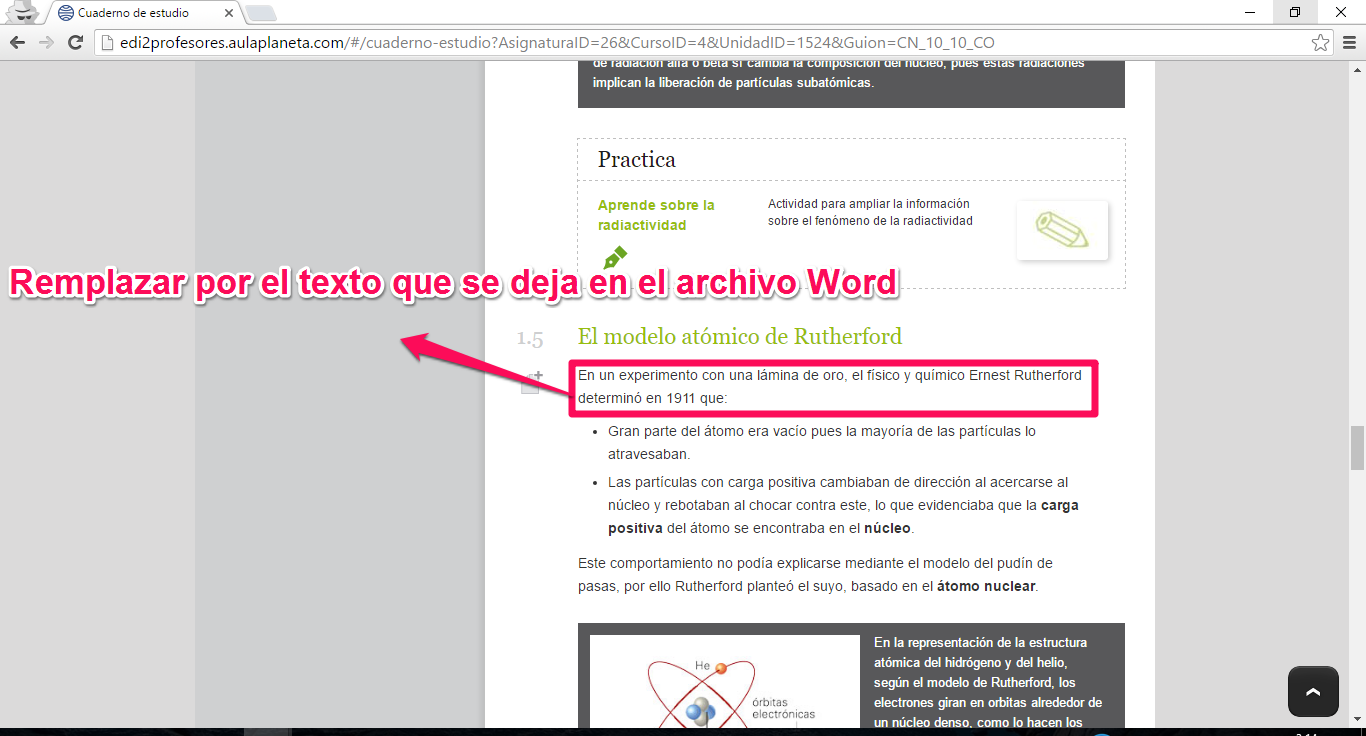 Cuaderno de estudio
edi2profesores.aulaplaneta.com/#/cuaderno-estudio?AsignaturaID=26&CursoID=4&UnidadID=1524&Guion=CN_10_10_CO
de radiación alfa o beta sí cambia la composición del núcleo, pues estas radiaciones
implican la liberación de partículas subatómicas.
Practica
Aprende sobre la
radiactividad
Actividad para ampliar la información
sobre el fenómeno de la radiactividad
Remplazar por el texto que se deja en el archivo Word
1.5 El modelo atómico de Rutherford
En un experimento con una lámina de oro, el físico y químico Ernest Rutherford
determinó en 1911 que:
• Gran parte del átomo era vacío pues la mayoría de las partículas lo
atravesaban.
• Las partículas con carga positiva cambiaban de dirección al acercarse al
núcleo y rebotaban al chocar contra este, lo que evidenciaba que la carga
positiva del átomo se encontraba en el núcleo.
Este comportamiento no podía explicarse mediante el modelo del pudín de
pasas, por ello Rutherford planteó el suyo, basado en el átomo nuclear.
He
órbitas
electrónicas
En la representación de la estructura
atómica del hidrógeno y del helio,
según el modelo de Rutherford, los
electrones giran en orbitas alrededor de
un núcleo denso, como lo hacen los